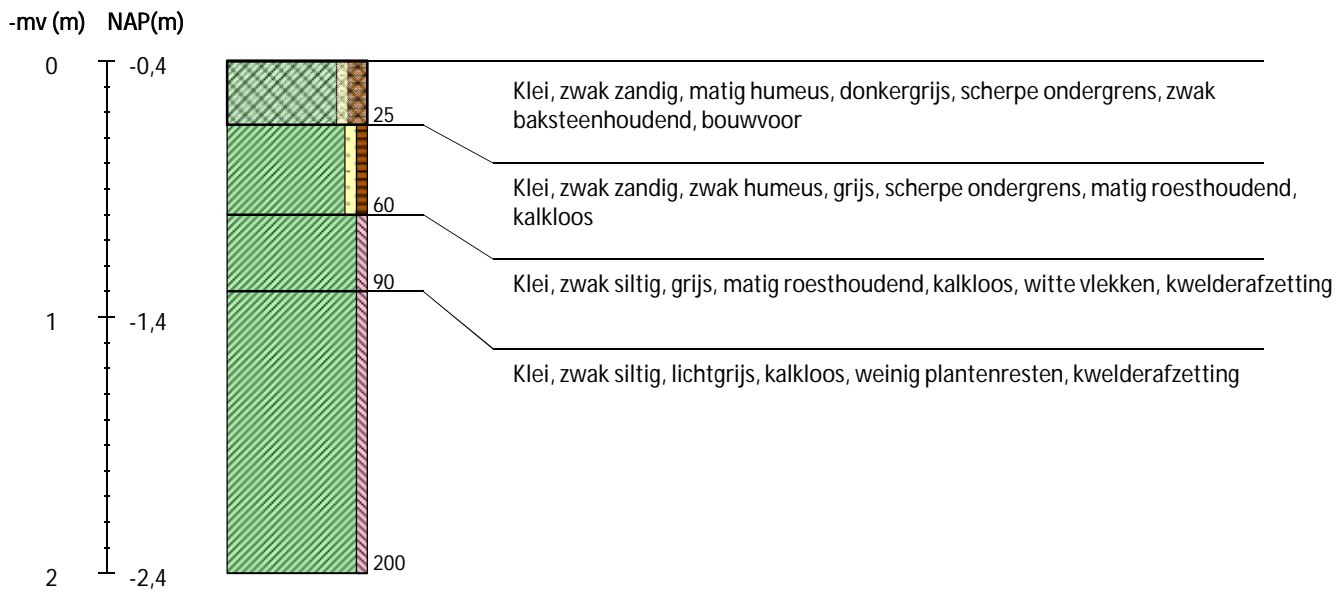 -mv (m) NAP(m)
0 -0,4
Klei, zwak zandig, matig humeus, donkergrijs, scherpe ondergrens, zwak
baksteenhoudend, bouwvoor
25
Klei, zwak zandig, zwak humeus, grijs, scherpe ondergrens, matig roesthoudend,
kalkloos
60
Klei, zwak siltig, grijs, matig roesthoudend, kalkloos, witte vlekken, kwelderafzetting
90
1 -1,4
Klei, zwak siltig, lichtgrijs, kalkloos, weinig plantenresten, kwelderafzetting
200
2 -2,4